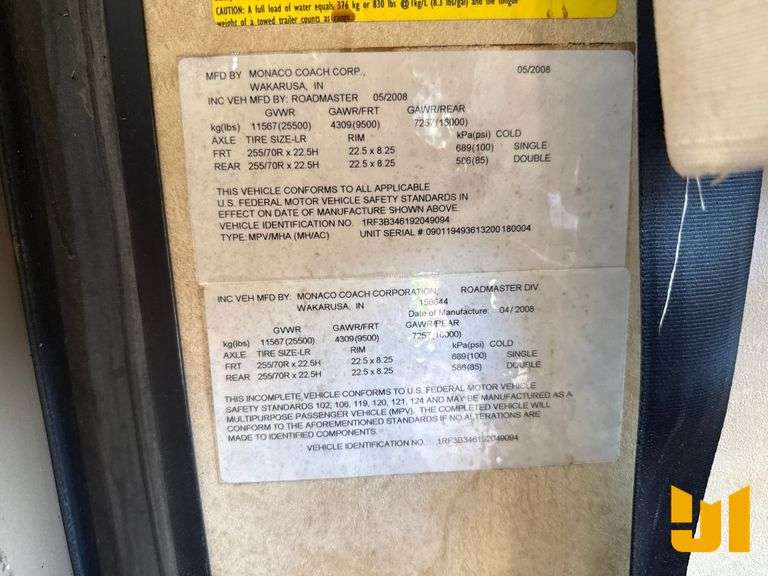 CAUTION: A full load of water equals 376 kg or 830 lbs @1kg/L (8.3 lbs/gal) and the tongue
weight of a towed trailer counts as cargo
MFD BY MONACO COACH CORP., 05/2008
WAKARUSA, IN
INC VEH MFD BY: ROADMASTER 05/2008
GVWR GAWR/FRT GAWR/REAR
kg(lbs) 11567(25500) 4309(9500) 7257(16000) kPa(psi) COLD
AXLE TIRE SIZE-LR RIM
FRT 255/70R x 22.5H 22.5 x 8.25 689(100) SINGLE
REAR 255/70R x 22.5H 22.5 x 8.25 586(85) DOUBLE
THIS VEHICLE CONFORMS TO ALL APPLICABLE
U.S. FEDERAL MOTOR VEHICLE SAFETY STANDARDS IN
EFFECT ON DATE OF MANUFACTURE SHOWN ABOVE.
VEHICLE IDENTIFICATION NO. 1RF3B346192049094
TYPE: MPV/MHA (MH/AC) UNIT SERIAL # 090119493613200180004
INC VEH MFD BY: MONACO COACH CORPORATION, ROADMASTER DIV.
WAKARUSA, IN 158644
Date of Manufacture: 04/2008
GVWR GAWR/FRT GAWR/REAR
kg(lbs) 11567(25500) 4309(9500) 7257(16000) kPa(psi) COLD
AXLE TIRE SIZE-LR RIM
FRT 255/70R x 22.5H 22.5 x 8.25 689(100) SINGLE
REAR 255/70R x 22.5H 22.5 x 8.25 586(85) DOUBLE
THIS INCOMPLETE VEHICLE CONFORMS TO U.S. FEDERAL MOTOR VEHICLE
SAFETY STANDARDS 102, 106, 119, 120, 121, 124 AND MAY BE MANUFACTURED AS A
MULTIPURPOSE PASSENGER VEHICLE (MPV). THE COMPLETED VEHICLE WILL
CONFORM TO THE AFOREMENTIONED STANDARDS IF NO ALTERATIONS ARE
MADE TO IDENTIFIED COMPONENTS.
VEHICLE IDENTIFICATION NO. 1RF3B346192049094